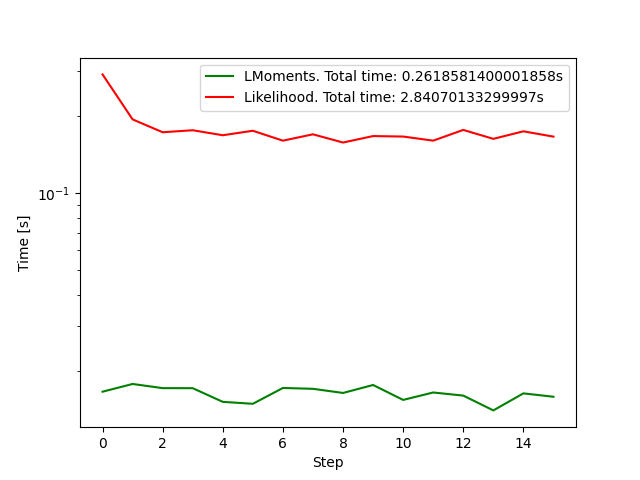 LMoments. Total time: 0.2618581400001858s
Likelihood. Total time: 2.84070133299997s
10⁻¹
Time [s]
0 2 4 6 8 10 12 14
Step